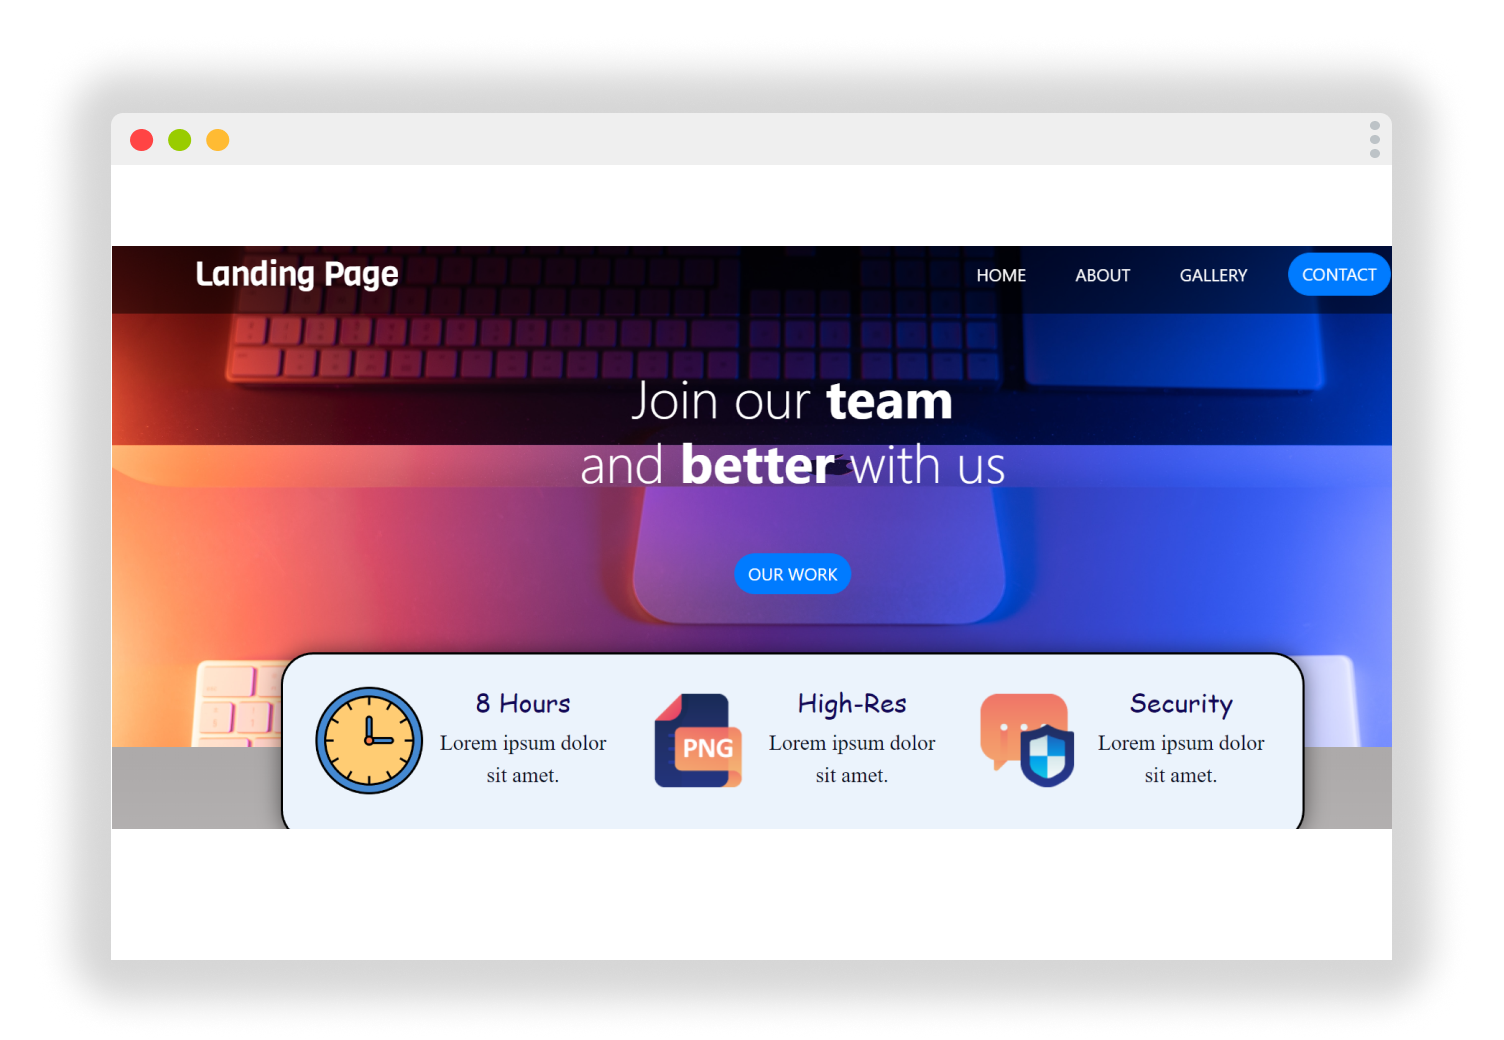 Landing Page
HOME ABOUT GALLERY CONTACT
Join our team
and better with us
OUR WORK
8 Hours
Lorem ipsum dolor
sit amet.
PNG
High-Res
Lorem ipsum dolor
sit amet.
Security
Lorem ipsum dolor
sit amet.